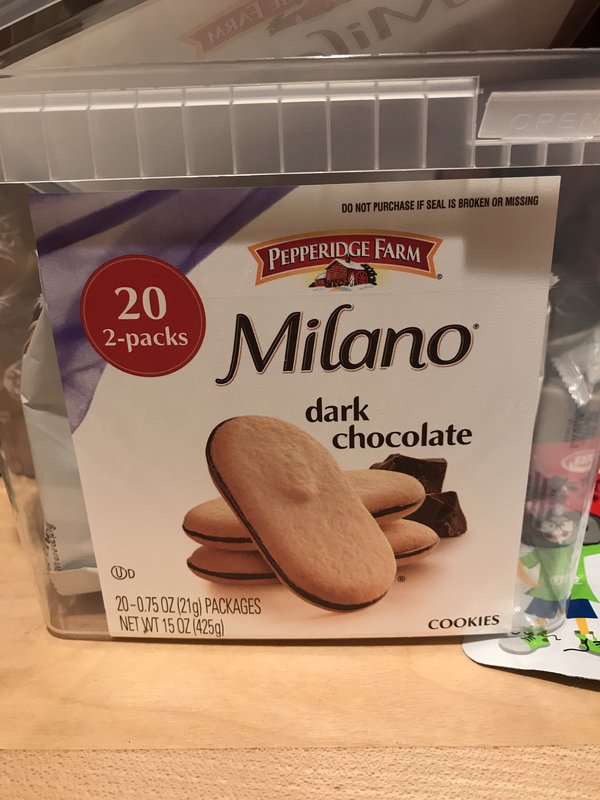 OPEN
DO NOT PURCHASE IF SEAL IS BROKEN OR MISSING
PEPPERIDGE FARM
20
2-packs
Milano
dark
chocolate
UD
20-0.75 OZ (21g) PACKAGES
NET WT 15 OZ (425g)
COOKIES